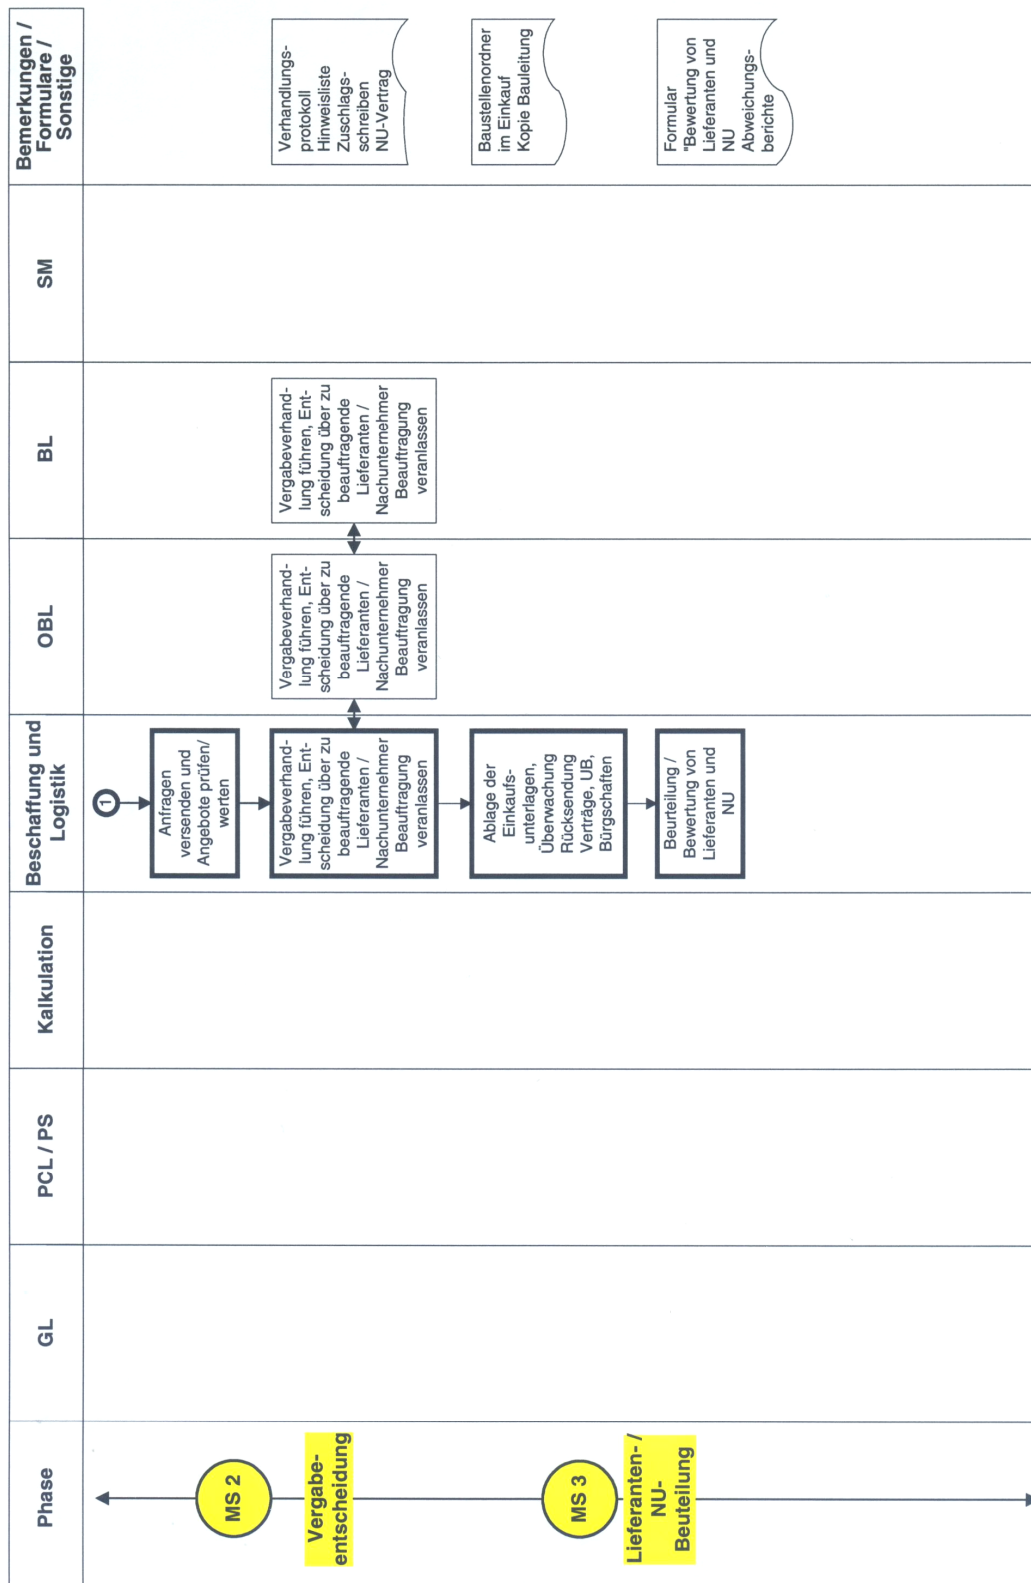 Phase
GL
PCL / PS
Kalkulation
Beschaffung und
Logistik
OBL
BL
SM
Bemerkungen /
Formulare /
Sonstige
1
Anfragen
versenden und
Angebote prüfen/
werten
MS 2
Vergabe-
entscheidung
Vergabeverhand-
lung führen, Ent-
scheidung über zu
beauftragende
Lieferanten /
Nachunternehmer
Beauftragung
veranlassen
Vergabeverhand-
lung führen, Ent-
scheidung über zu
beauftragende
Lieferanten /
Nachunternehmer
Beauftragung
veranlassen
Vergabeverhand-
lung führen, Ent-
scheidung über zu
beauftragende
Lieferanten /
Nachunternehmer
Beauftragung
veranlassen
Verhandlungs-
protokoll
Hinweisliste
Zuschlags-
schreiben
NU-Vertrag
Ablage der
Einkaufs-
unterlagen,
Überwachung
Rücksendung
Verträge, UB,
Bürgschaften
Baustellenordner
im Einkauf
Kopie Bauleitung
MS 3
Lieferanten- /
NU-
Beuteilung
Beurteilung /
Bewertung von
Lieferanten und
NU
Formular
"Bewertung von
Lieferanten und
NU
Abweichungs-
berichte